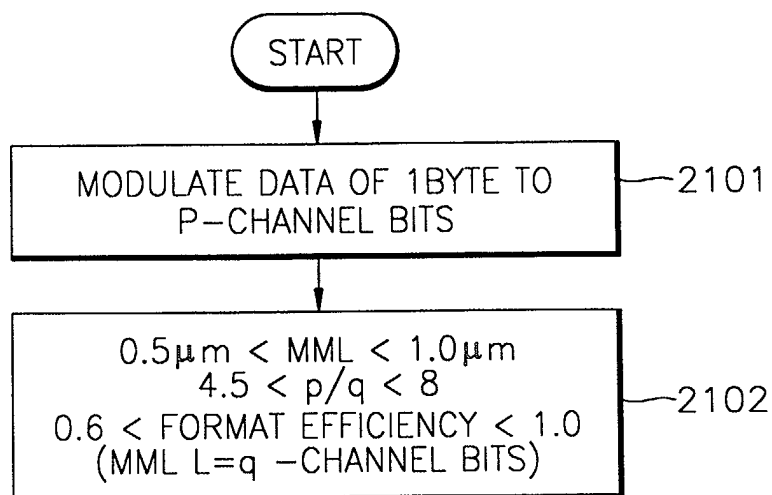 START
MODULATE DATA OF 1BYTE TO
P-CHANNEL BITS
2101
0.5μm < MML < 1.0μm
4.5 < p/q < 8
0.6 < FORMAT EFFICIENCY < 1.0
(MML L=q -CHANNEL BITS)
2102